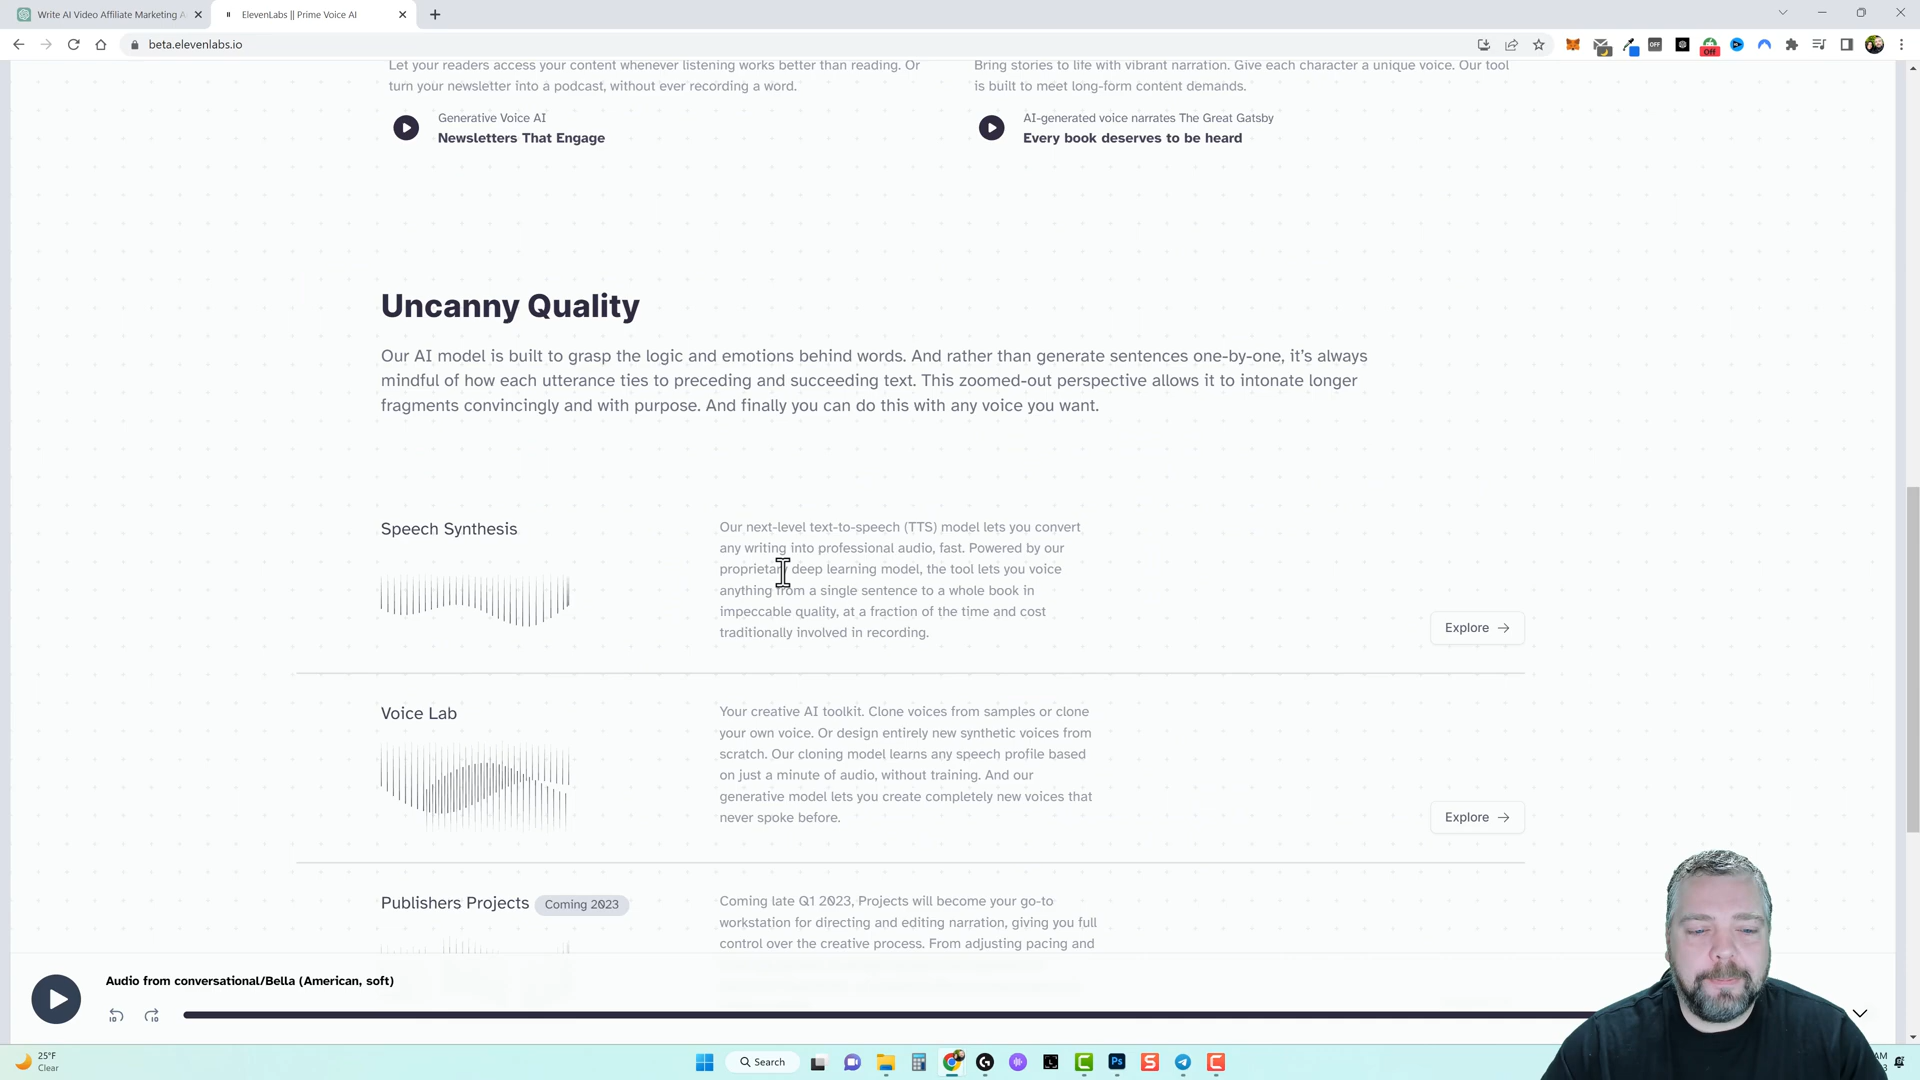 Write AI Video Affiliate Marketing A
ElevenLabs || Prime Voice AI
beta.elevenlabs.io
OFF
Off
Let your readers access your content whenever listening works better than reading. Or
turn your newsletter into a podcast, without ever recording a word.
Generative Voice AI
Newsletters That Engage
Bring stories to life with vibrant narration. Give each character a unique voice. Our tool
is built to meet long-form content demands.
AI-generated voice narrates The Great Gatsby
Every book deserves to be heard
Uncanny Quality
Our AI model is built to grasp the logic and emotions behind words. And rather than generate sentences one-by-one, it's always
mindful of how each utterance ties to preceding and succeeding text. This zoomed-out perspective allows it to intonate longer
fragments convincingly and with purpose. And finally you can do this with any voice you want.
Speech Synthesis
Our next-level text-to-speech (TTS) model lets you convert
any writing into professional audio, fast. Powered by our
proprietary deep learning model, the tool lets you voice
anything from a single sentence to a whole book in
impeccable quality, at a fraction of the time and cost
traditionally involved in recording.
Explore
Voice Lab
Your creative AI toolkit. Clone voices from samples or clone
your own voice. Or design entirely new synthetic voices from
scratch. Our cloning model learns any speech profile based
on just a minute of audio, without training. And our
generative model lets you create completely new voices that
never spoke before.
Explore
Publishers Projects Coming 2023
Coming late Q1 2023, Projects will become your go-to
workstation for directing and editing narration, giving you full
control over the creative process. From adjusting pacing and
Audio from conversational/Bella (American, soft)
10
10
25°F
Clear
Search
AM